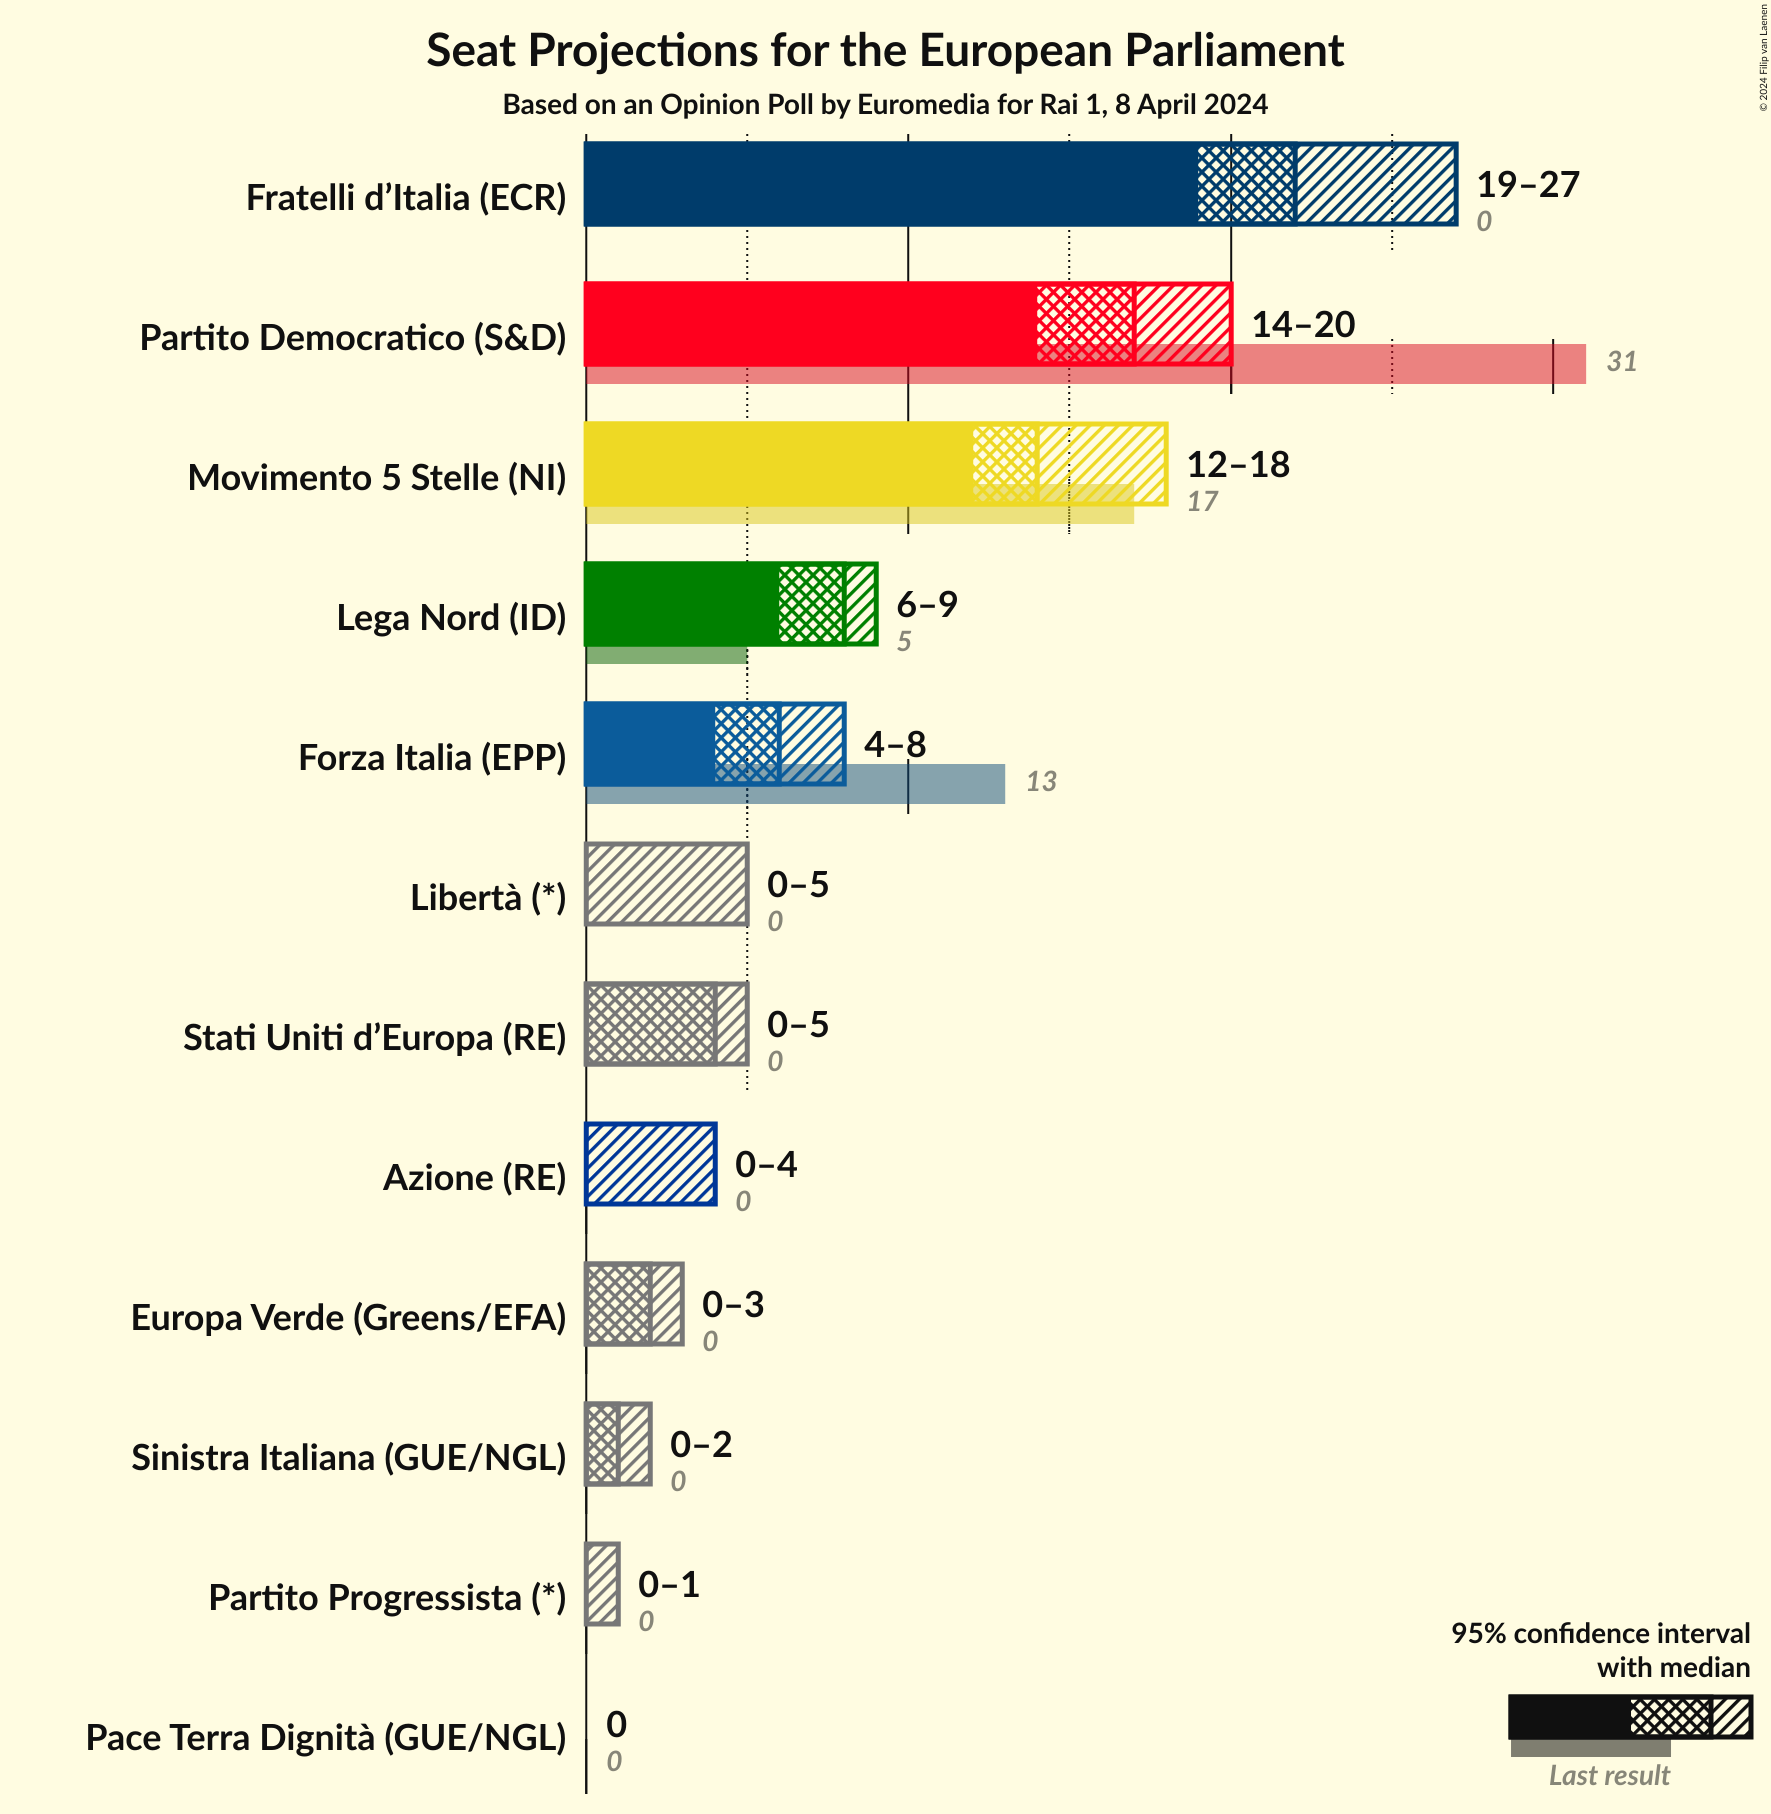 Seat Projections for the European Parliament
Based on an Opinion Poll by Euromedia for Rai 1, 8 April 2024
© 2024 Filip van Laenen
Fratelli d’Italia (ECR)
19–27
0
Partito Democratico (S&D)
14–20
31
Movimento 5 Stelle (NI)
12–18
17
Lega Nord (ID)
6–9
5
Forza Italia (EPP)
4–8
13
Libertà (*)
0–5
0
Stati Uniti d’Europa (RE)
0–5
0
Azione (RE)
0–4
0
Europa Verde (Greens/EFA)
0–3
0
Sinistra Italiana (GUE/NGL)
0–2
0
Partito Progressista (*)
0–1
0
Pace Terra Dignità (GUE/NGL)
0
0
95% confidence interval
with median
Last result